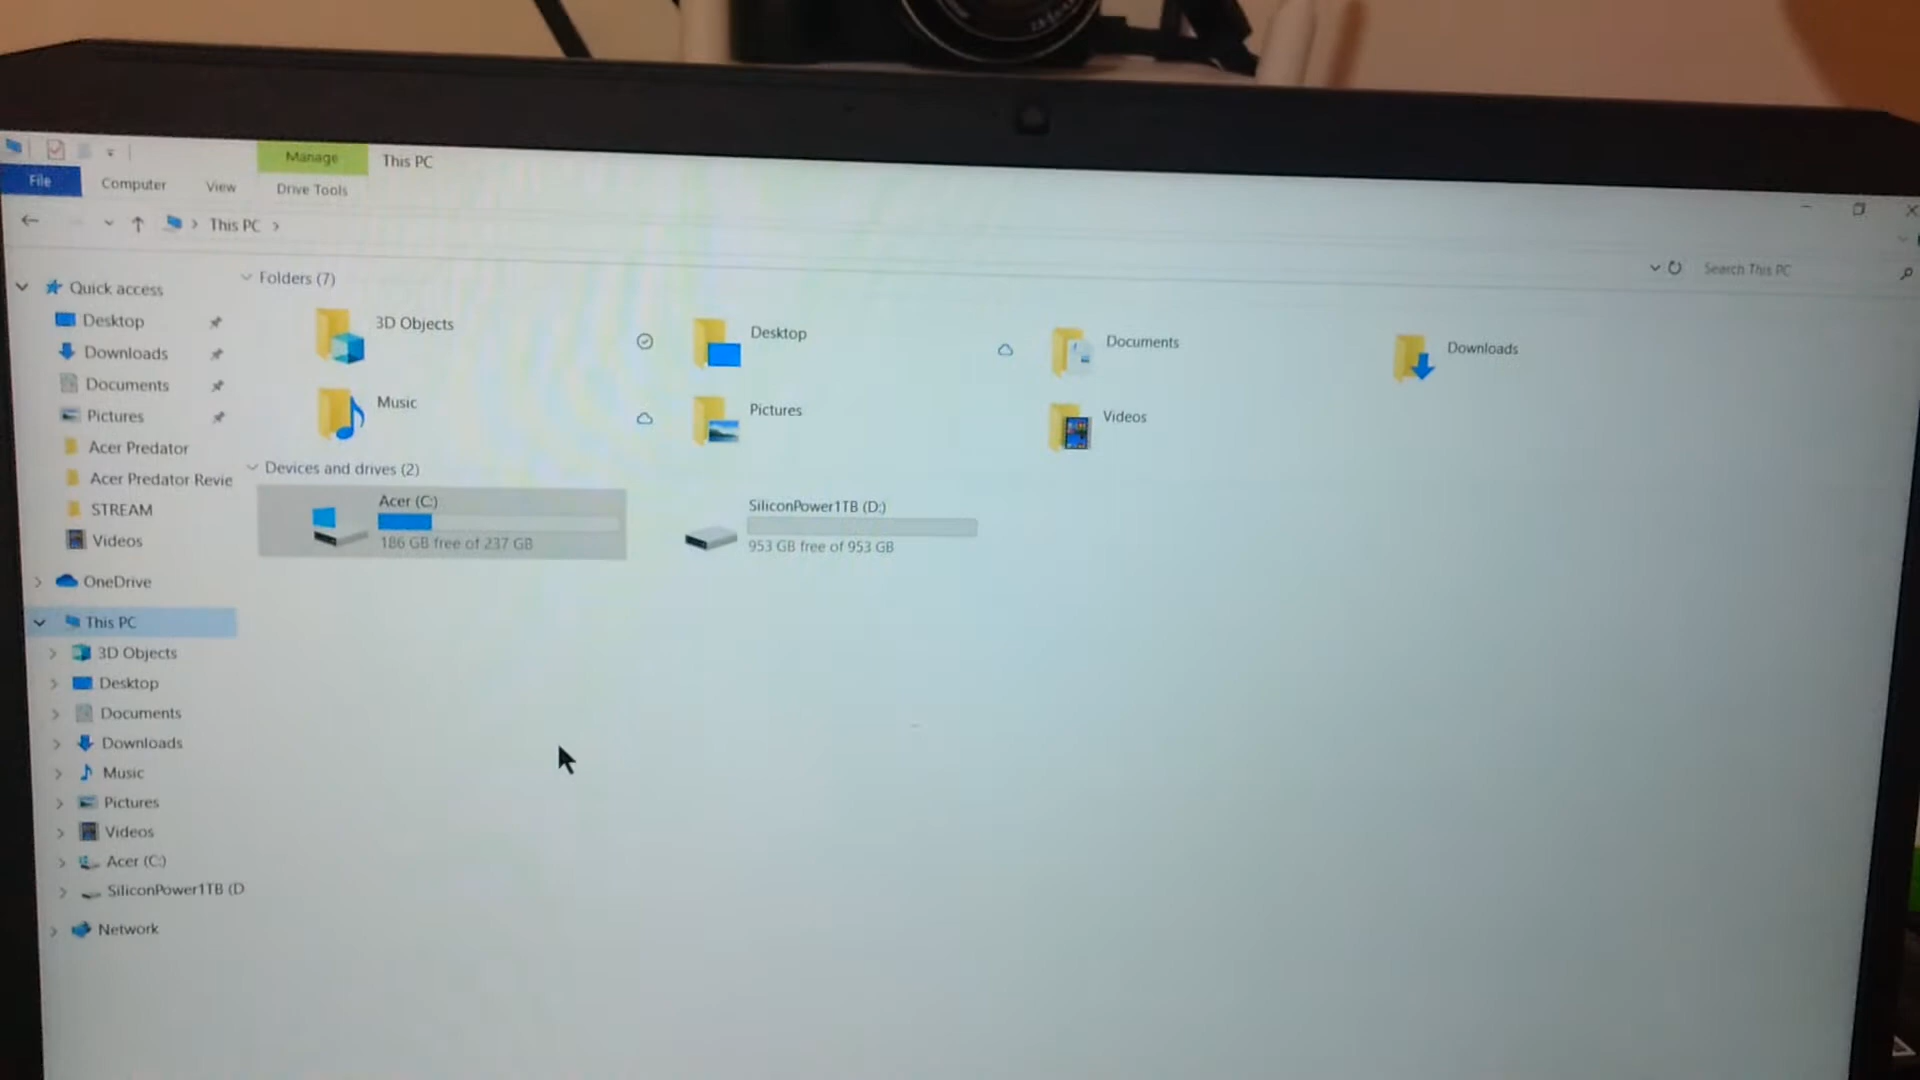 Manage
This PC
File
Computer
View
Drive Tools
This PC
Search This PC
Quick access
Desktop
Downloads
Documents
Pictures
Acer Predator
Acer Predator Revie
STREAM
Videos
OneDrive
This PC
3D Objects
Desktop
Documents
Downloads
Music
Pictures
Videos
Acer (C:)
SiliconPower1TB (D
Network
Folders (7)
3D Objects
Desktop
Documents
Downloads
Music
Pictures
Videos
Devices and drives (2)
Acer (C:)
186 GB free of 237 GB
SiliconPower1TB (D:)
953 GB free of 953 GB